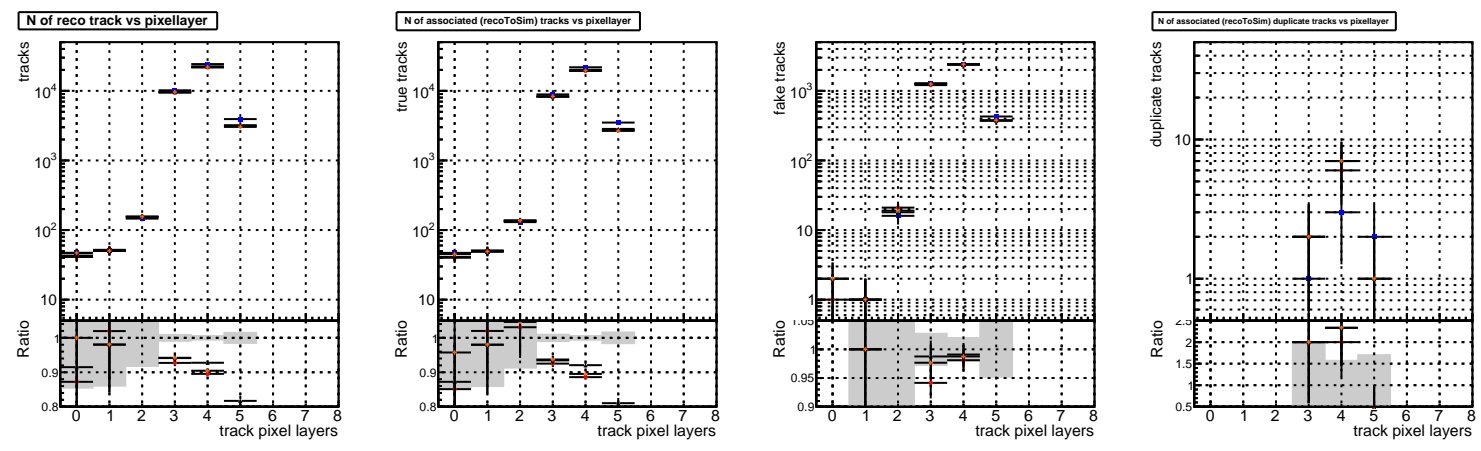 N of reco track vs pixellayer
tracks
10⁴
10³
10²
10
Ratio
1
0.9
0.8
0 1 2 3 4 5 6 7 8
track pixel layers
N of associated (recoToSim) tracks vs pixellayer
true tracks
10⁴
10³
10²
10
Ratio
1
0.9
0.8
0 1 2 3 4 5 6 7 8
track pixel layers
fake tracks
10³
10²
10
1
Ratio
1.05
1
0.95
0.9
0 1 2 3 4 5 6 7 8
track pixel layers
N of associated (recoToSim) duplicate tracks vs pixellayer
duplicate tracks
10
1
Ratio
2.5
2
1.5
1
0.5
0 1 2 3 4 5 6 7 8
track pixel layers